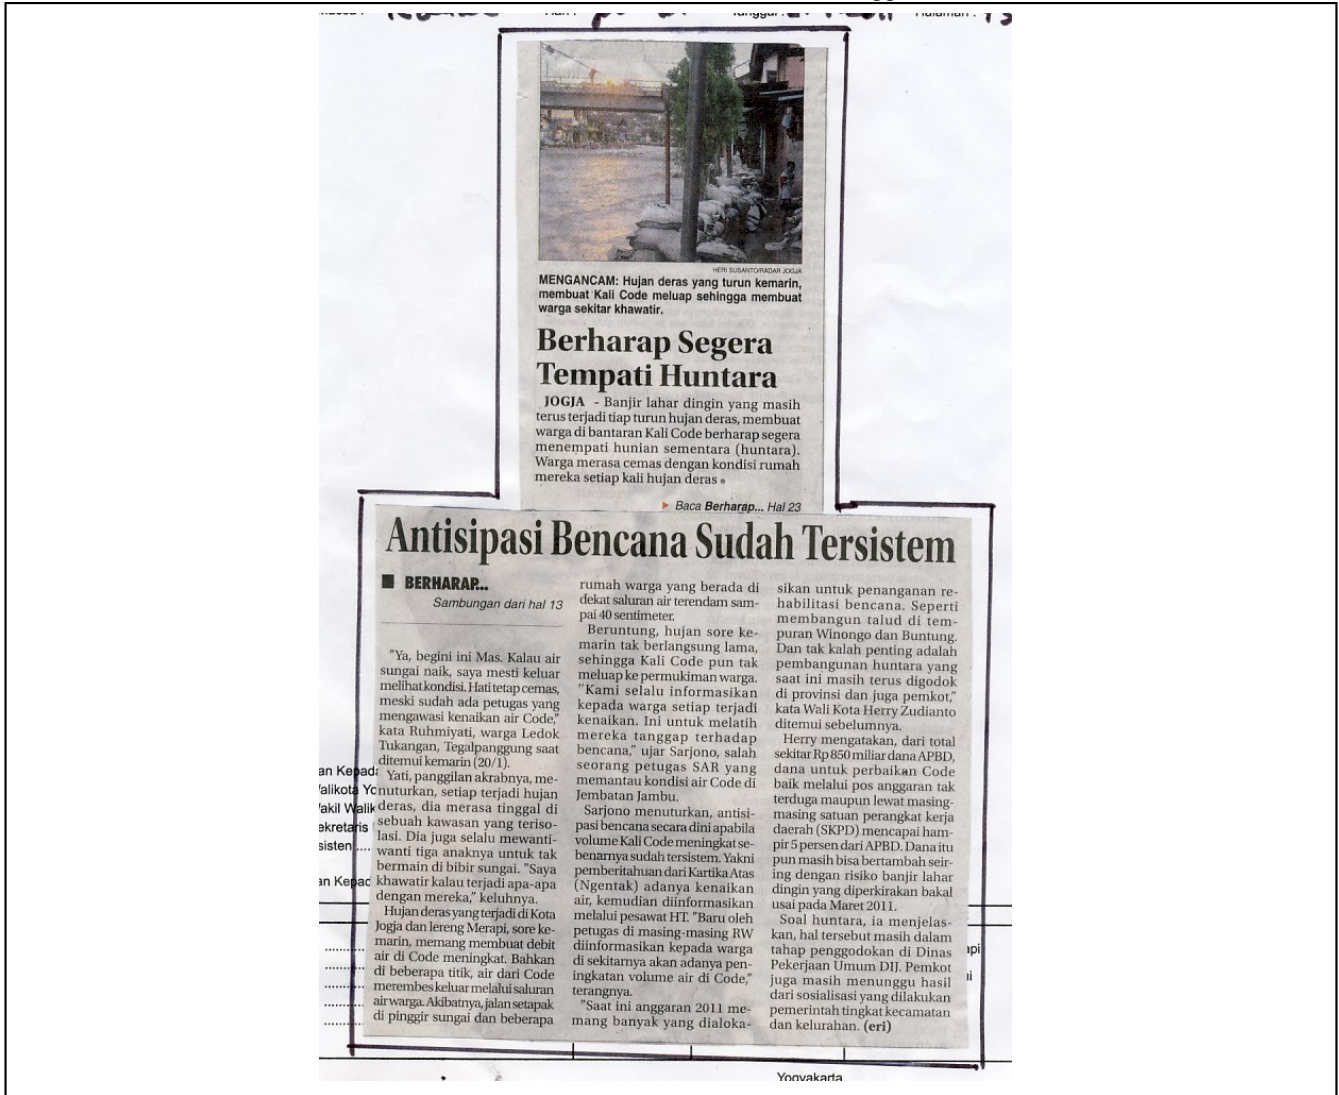 Halaman : 13
HERI SUSANTO/RADAR JOGJA
MENGANCAM: Hujan deras yang turun kemarin,
membuat Kali Code meluap sehingga membuat
warga sekitar khawatir.
Berharap Segera
Tempati Huntara
JOGJA - Banjir lahar dingin yang masih
terus terjadi tiap turun hujan deras, membuat
warga di bantaran Kali Code berharap segera
menempati hunian sementara (huntara).
Warga merasa cemas dengan kondisi rumah
mereka setiap kali hujan deras
Baca Berharap... Hal 23
Antisipasi Bencana Sudah Tersistem
BERHARAP...
Sambungan dari hal 13
"Ya, begini ini Mas. Kalau air
sungai naik, saya mesti keluar
melihat kondisi. Hati tetap cemas,
meski sudah ada petugas yang
mengawasi kenaikan air Code,"
kata Ruhmiyati, warga Ledok
Tukangan, Tegalpanggung saat
ditemui kemarin (20/1).
Yati, panggilan akrabnya, me-
nuturkan, setiap terjadi hujan
deras, dia merasa tinggal di
sebuah kawasan yang teriso-
lasi. Dia juga selalu mewanti-
wanti tiga anaknya untuk tak
bermain di bibir sungai. "Saya
khawatir kalau terjadi apa-apa
dengan mereka," keluhnya.
Hujan deras yang terjadi di Kota
Jogja dan lereng Merapi, sore ke-
marin, memang membuat debit
air di Code meningkat. Bahkan
di beberapa titik, air dari Code
merembes keluar melalui saluran
air warga. Akibatnya, jalan setapak
di pinggir sungai dan beberapa
rumah warga yang berada di
dekat saluran air terendam sam-
pai 40 sentimeter.
Beruntung, hujan sore ke-
marin tak berlangsung lama,
sehingga Kali Code pun tak
meluap ke permukiman warga.
"Kami selalu informasikan
kepada warga setiap terjadi
kenaikan. Ini untuk melatih
mereka tanggap terhadap
bencana," ujar Sarjono, salah
seorang petugas SAR yang
memantau kondisi air Code di
Jembatan Jambu.
Sarjono menuturkan, antisi-
pasi bencana secara dini apabila
volume Kali Code meningkat se-
benarnya sudah tersistem. Yakni
pemberitahuan dari Kartika Atas
(Ngentak) adanya kenaikan
air, kemudian diinformasikan
melalui pesawat HT. "Baru oleh
petugas di masing-masing RW
diinformasikan kepada warga
di sekitarnya akan adanya pen-
ingkatan volume air di Code,"
terangnya.
"Saat ini anggaran 2011 me-
mang banyak yang dialoka-
sikan untuk penanganan re-
habilitasi bencana. Seperti
membangun talud di tem-
puran Winongo dan Buntung.
Dan tak kalah penting adalah
pembangunan huntara yang
saat ini masih terus digodok
di provinsi dan juga pemkot,"
kata Wali Kota Herry Zudianto
ditemui sebelumnya.
Herry mengatakan, dari total
sekitar Rp 850 miliar dana APBD,
dana untuk perbaikan Code
baik melalui pos anggaran tak
terduga maupun lewat masing-
masing satuan perangkat kerja
daerah (SKPD) mencapai ham-
pir 5 persen dari APBD. Dana itu
pun masih bisa bertambah seir-
ing dengan risiko banjir lahar
dingin yang diperkirakan bakal
usai pada Maret 2011.
Soal huntara, ia menjelas-
kan, hal tersebut masih dalam
tahap penggodokan di Dinas
Pekerjaan Umum DIJ. Pemkot
juga masih menunggu hasil
dari sosialisasi yang dilakukan
pemerintah tingkat kecamatan
dan kelurahan. (eri)
Yogyakarta